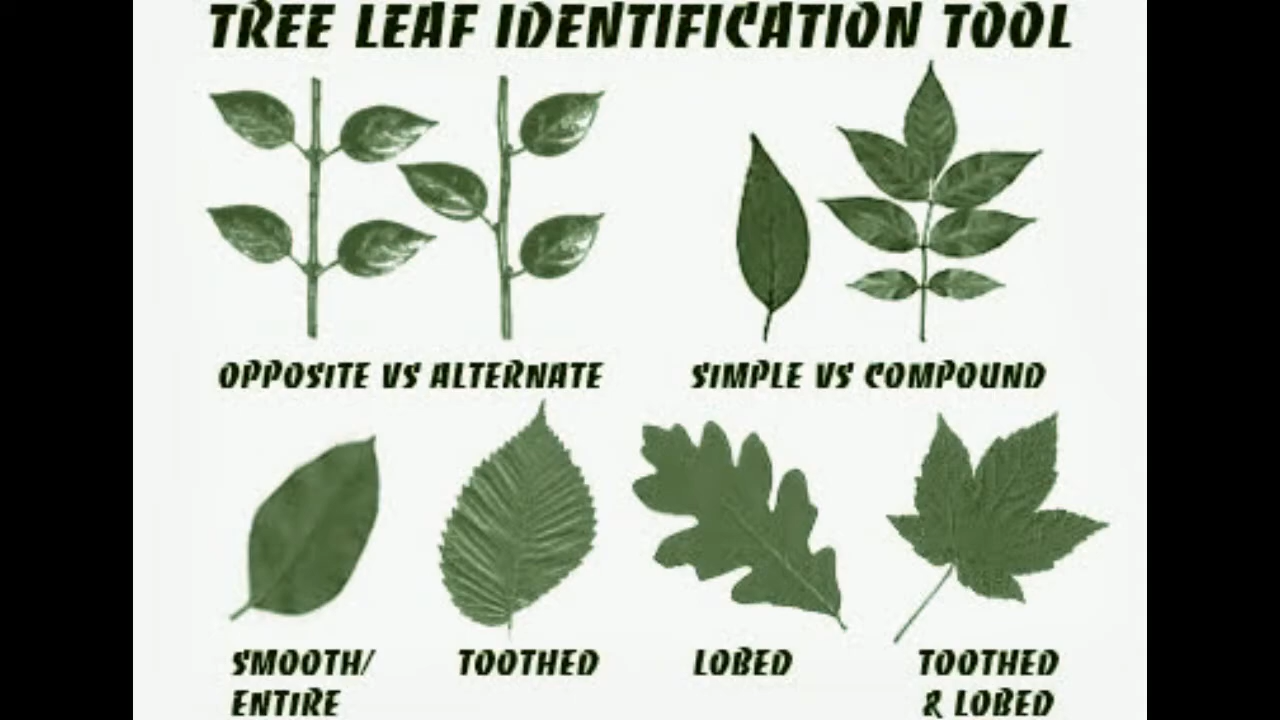 TREE LEAF IDENTIFICATION TOOL
OPPOSITE VS ALTERNATE
SIMPLE VS COMPOUND
SMOOTH/
ENTIRE
TOOTHED
LOBED
TOOTHED
& LOBED